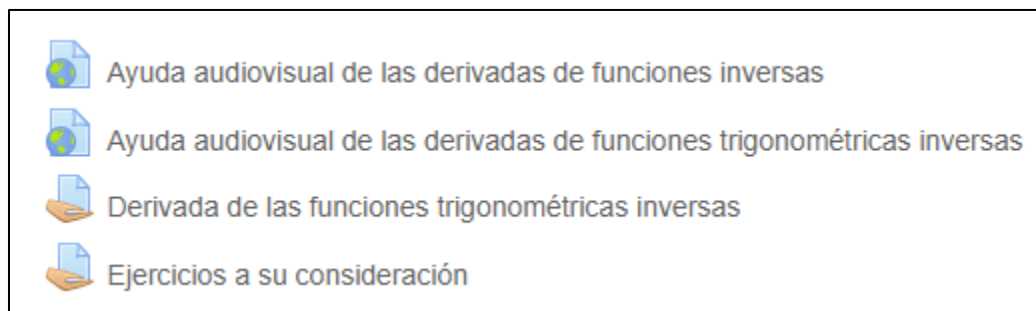 Ayuda audiovisual de las derivadas de funciones inversas
Ayuda audiovisual de las derivadas de funciones trigonométricas inversas
Derivada de las funciones trigonométricas inversas
Ejercicios a su consideración